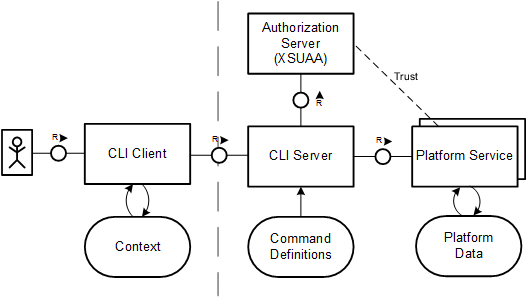 Authorization
Server
(XSUAA)
Trust
R
R
CLI Client
R
CLI Server
R
R
Platform Service
Context
Command
Definitions
Platform
Data